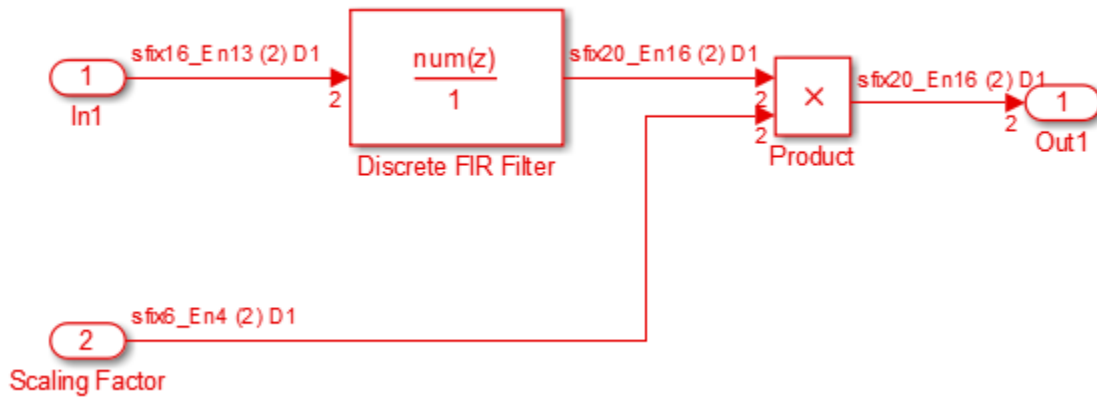 sfix16_En13 (2) D1
num(z)
1
sfix20_En16 (2) D1
sfix20_En16 (2) D1
1
2
2
2
×
2
1
In1
Discrete FIR Filter
Product
Out1
sfix6_En4 (2) D1
2
Scaling Factor